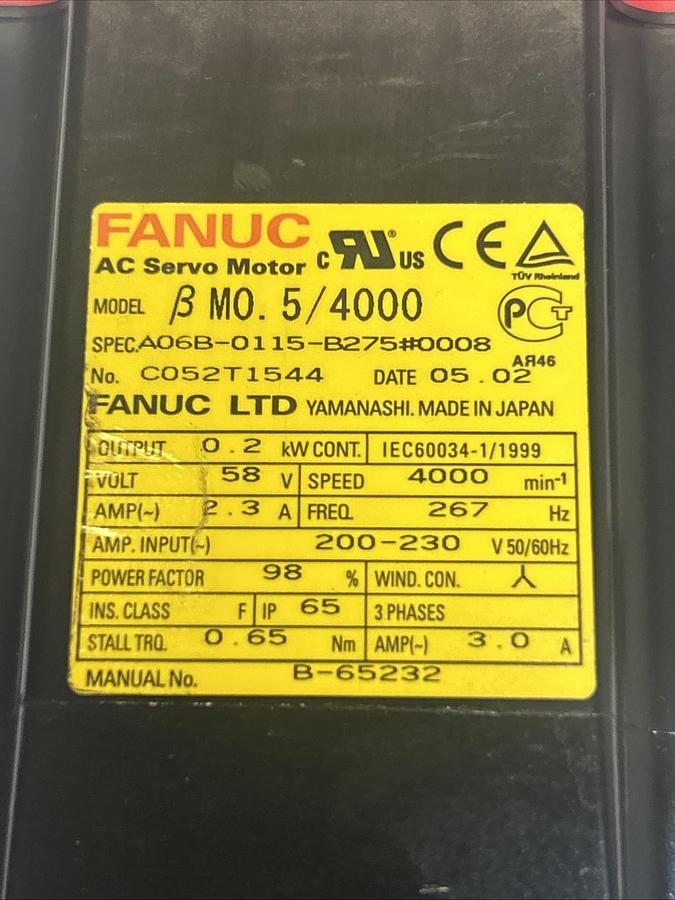 FANUC
AC Servo Motor
c RU ® US CE TÜV Rheinland
MODEL β M0.5/4000
PCT
SPEC.A06B-0115-B275#0008
АЯ46
No. C052T1544 DATE 05.02
FANUC LTD YAMANASHI. MADE IN JAPAN
OUTPUT 0.2 kW CONT. IEC60034-1/1999
VOLT 58 V SPEED 4000 min-1
AMP(~) 2.3 A FREQ. 267 Hz
AMP. INPUT(~) 200-230 V 50/60Hz
POWER FACTOR 98 % WIND. CON. 人
INS. CLASS F IP 65 3 PHASES
STALL TRQ. 0.65 Nm AMP(~) 3.0 A
MANUAL No. B-65232